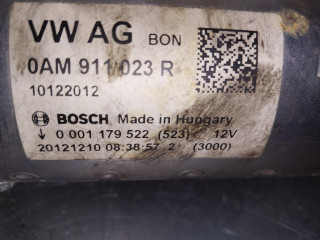 VW AG BON
0AM 911 023 R
10122012
BOSCH Made in Hungary
↓ 0 001 179 522 (523) 12V
20121210 08:38:57 2 (3000)